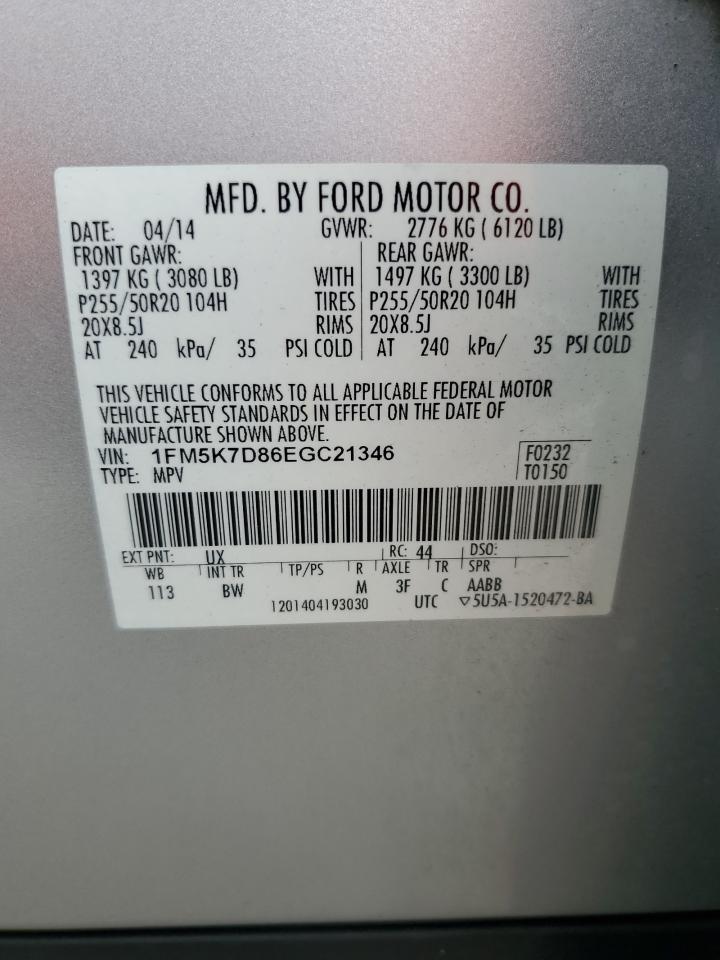 MFD. BY FORD MOTOR CO.
DATE: 04/14 GVWR: 2776 KG ( 6120 LB)
FRONT GAWR: REAR GAWR:
1397 KG ( 3080 LB) WITH 1497 KG ( 3300 LB) WITH
P255/50R20 104H TIRES P255/50R20 104H TIRES
20X8.5J RIMS 20X8.5J RIMS
AT 240 kPa/ 35 PSI COLD AT 240 kPa/ 35 PSI COLD
THIS VEHICLE CONFORMS TO ALL APPLICABLE FEDERAL MOTOR
VEHICLE SAFETY STANDARDS IN EFFECT ON THE DATE OF
MANUFACTURE SHOWN ABOVE.
VIN: 1FM5K7D86EGC21346 F0232
TYPE: MPV T0150
EXT PNT: UX RC: 44 DSO:
WB INT TR TP/PS R AXLE TR SPR
113 BW M 3F C AABB
1201404193030 UTC ▽5U5A-1520472-BA